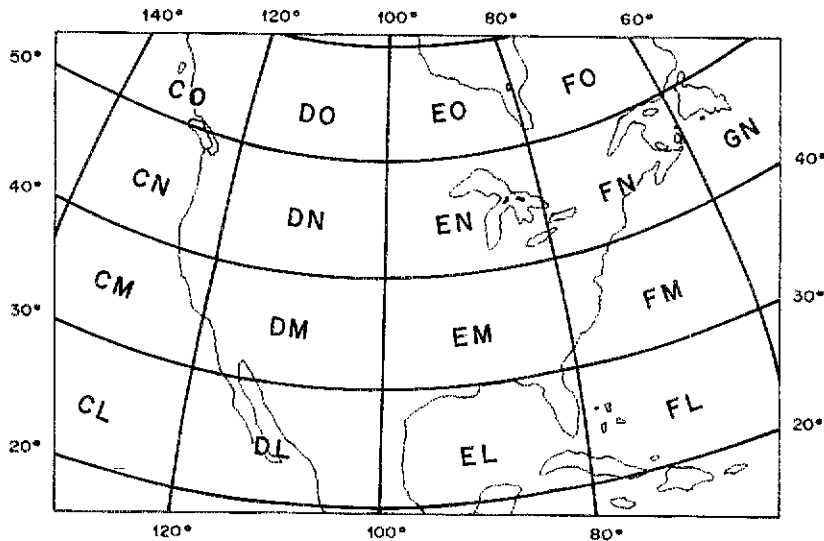 140° 120° 100° 80° 60°
50°
CO DO EO FO
GN
40° 40°
CN DN EN FN
CM DM EM FM
30° 30°
CL DL EL FL
20° 20°
120° 100° 80°